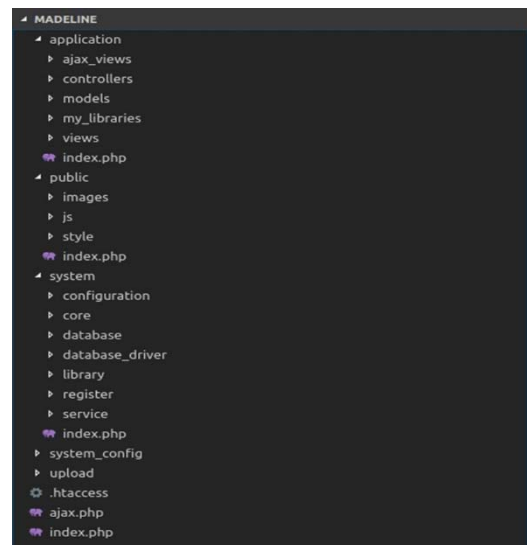 MADELINE
application
ajax_views
controllers
models
my_libraries
views
index.php
public
images
js
style
index.php
system
configuration
core
database
database_driver
library
register
service
index.php
system_config
upload
.htaccess
ajax.php
index.php